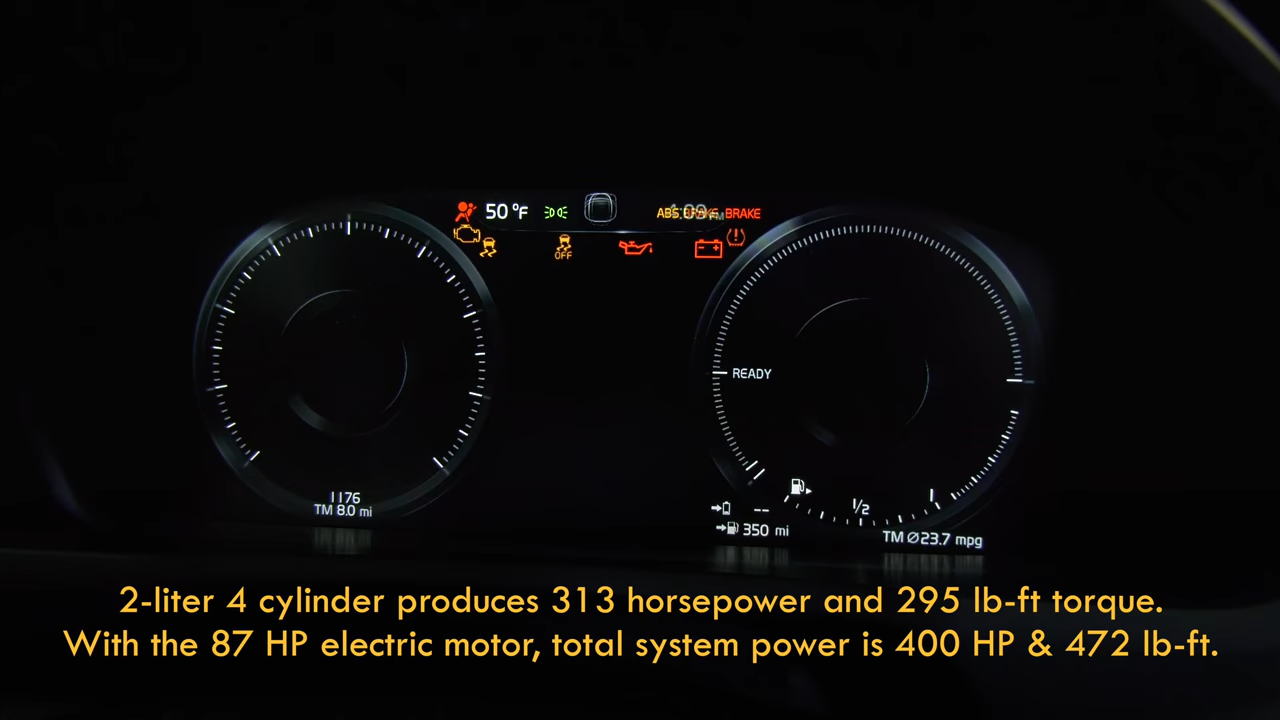 50 °F
ABS BRAKE BRAKE
OFF
READY
1176
TM 8.0 mi
1/2
1
--
350 mi
TM Ø23.7 mpg
2-liter 4 cylinder produces 313 horsepower and 295 lb-ft torque.
With the 87 HP electric motor, total system power is 400 HP & 472 lb-ft.